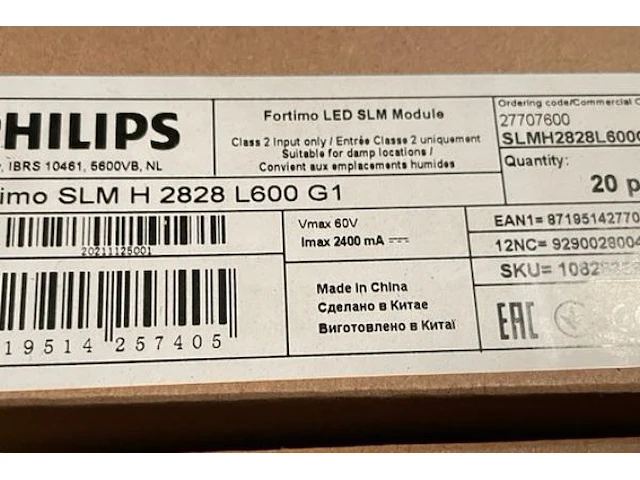 PHILIPS
, IBRS 10461, 5600VB, NL
Fortimo LED SLM Module
Class 2 Input only / Entrée Classe 2 uniquement
Suitable for damp locations /
Convient aux emplacements humides
Ordering code/Commercial
27707600
SLMH2828L600
Quantity:
20
imo SLM H 2828 L600 G1
20211125001
Vmax 60V
Imax 2400 mA
EAN1= 87195142770
12NC= 9290028004
SKU=
Made in China
Сделано в Китае
Виготовлено в Китаї
EAC
19514 257405